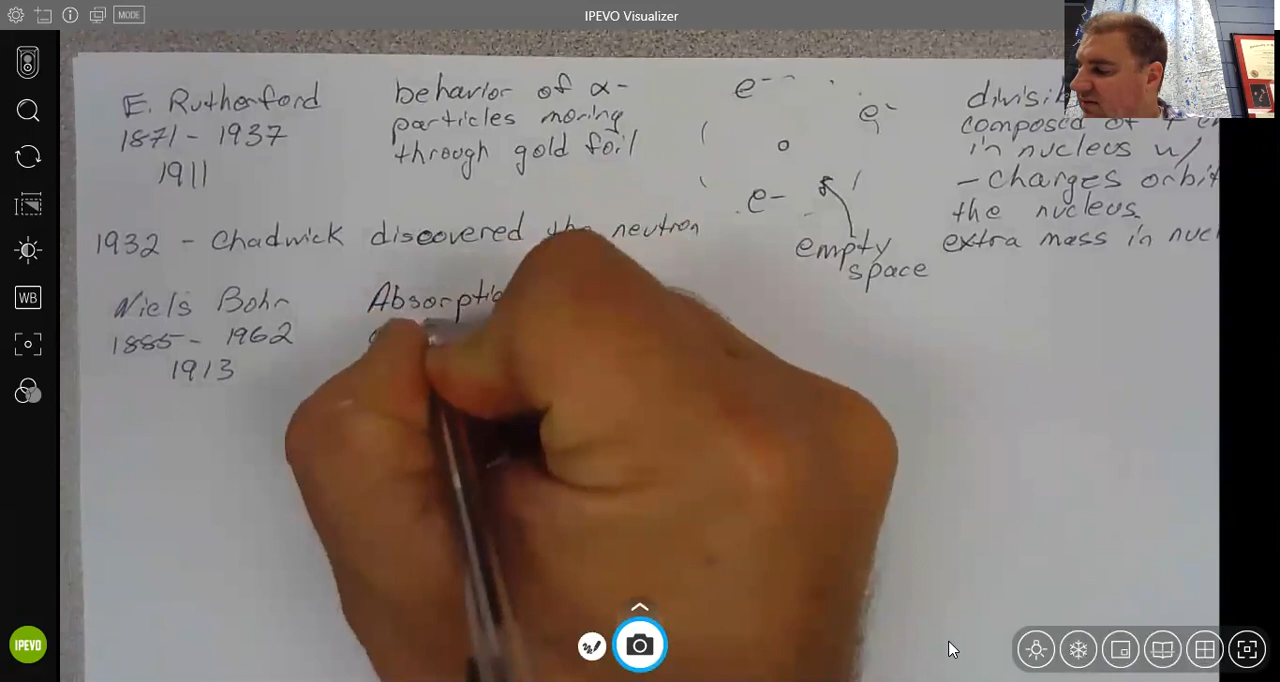 MODE
IPEVO Visualizer
E. Rutherford
1871 - 1937
1911
behavior of α-
particles moving
through gold foil
e-
e-
e-
empty
space
composed of +
in nucleus w/
- charges orbit
the nucleus.
extra mass in
1932 - Chadwick discovered the neutron
Niels Bohr
1885 - 1962
1913
WB
IPEVO